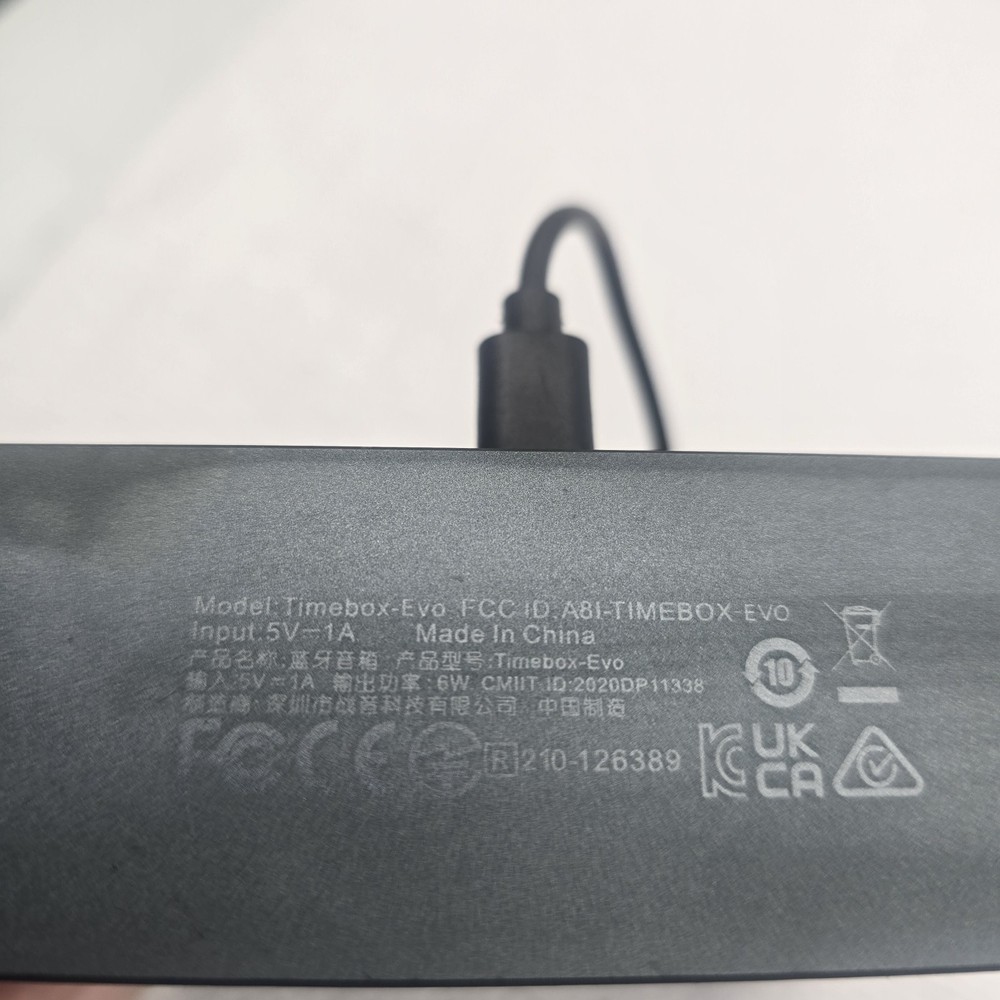 Model:Timebox-Evo FCC ID:A8I-TIMEBOX-EVO
Input:5V⎓1A Made In China
产品名称:蓝牙音箱 产品型号:Timebox-Evo
输入:5V⎓1A 输出功率:6W CMIIT ID:2020DP11338
深圳市战音科技有限公司 中国制造
10
FC CE R 210-126389 KC UK CA